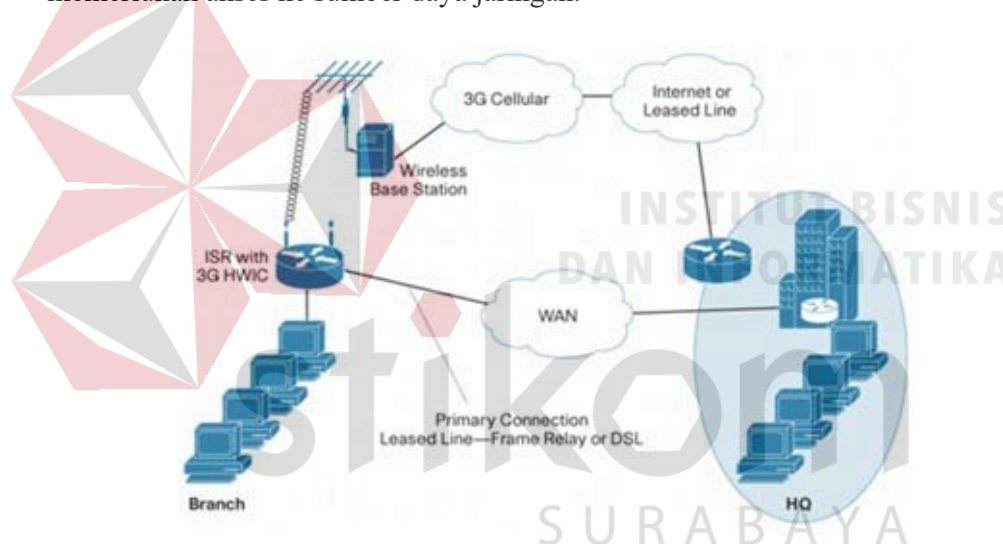 3G Cellular
Internet or
Leased Line
Wireless
Base Station
INSTITUT BISNIS
DAN INFORMATIKA
ISR with
3G HWIC
WAN
stikom
Primary Connection
Leased Line—Frame Relay or DSL
Branch
HQ
SURABAYA